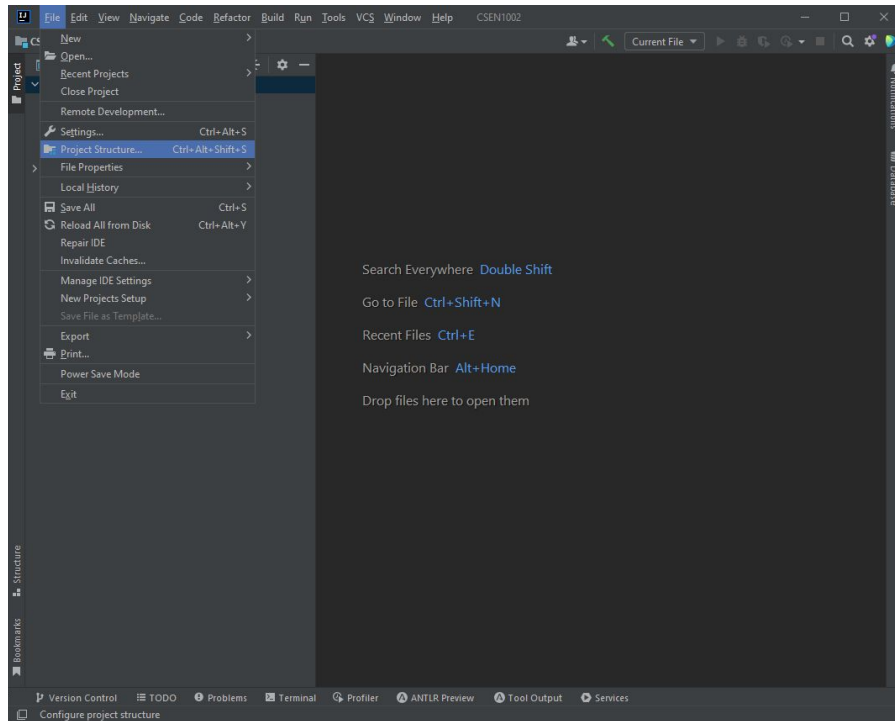 IJ File Edit View Navigate Code Refactor Build Run Tools VCS Window Help CSEN1002
CS
Current File
New
Open...
Recent Projects
Close Project
Remote Development...
Settings... Ctrl+Alt+S
Project Structure... Ctrl+Alt+Shift+S
File Properties
Local History
Save All Ctrl+S
Reload All from Disk Ctrl+Alt+Y
Repair IDE
Invalidate Caches...
Manage IDE Settings
New Projects Setup
Save File as Template...
Export
Print...
Power Save Mode
Exit
Project
Structure
Bookmarks
Search Everywhere Double Shift
Go to File Ctrl+Shift+N
Recent Files Ctrl+E
Navigation Bar Alt+Home
Drop files here to open them
Notifications
Database
Version Control TODO Problems Terminal Profiler ANTLR Preview Tool Output Services
Configure project structure